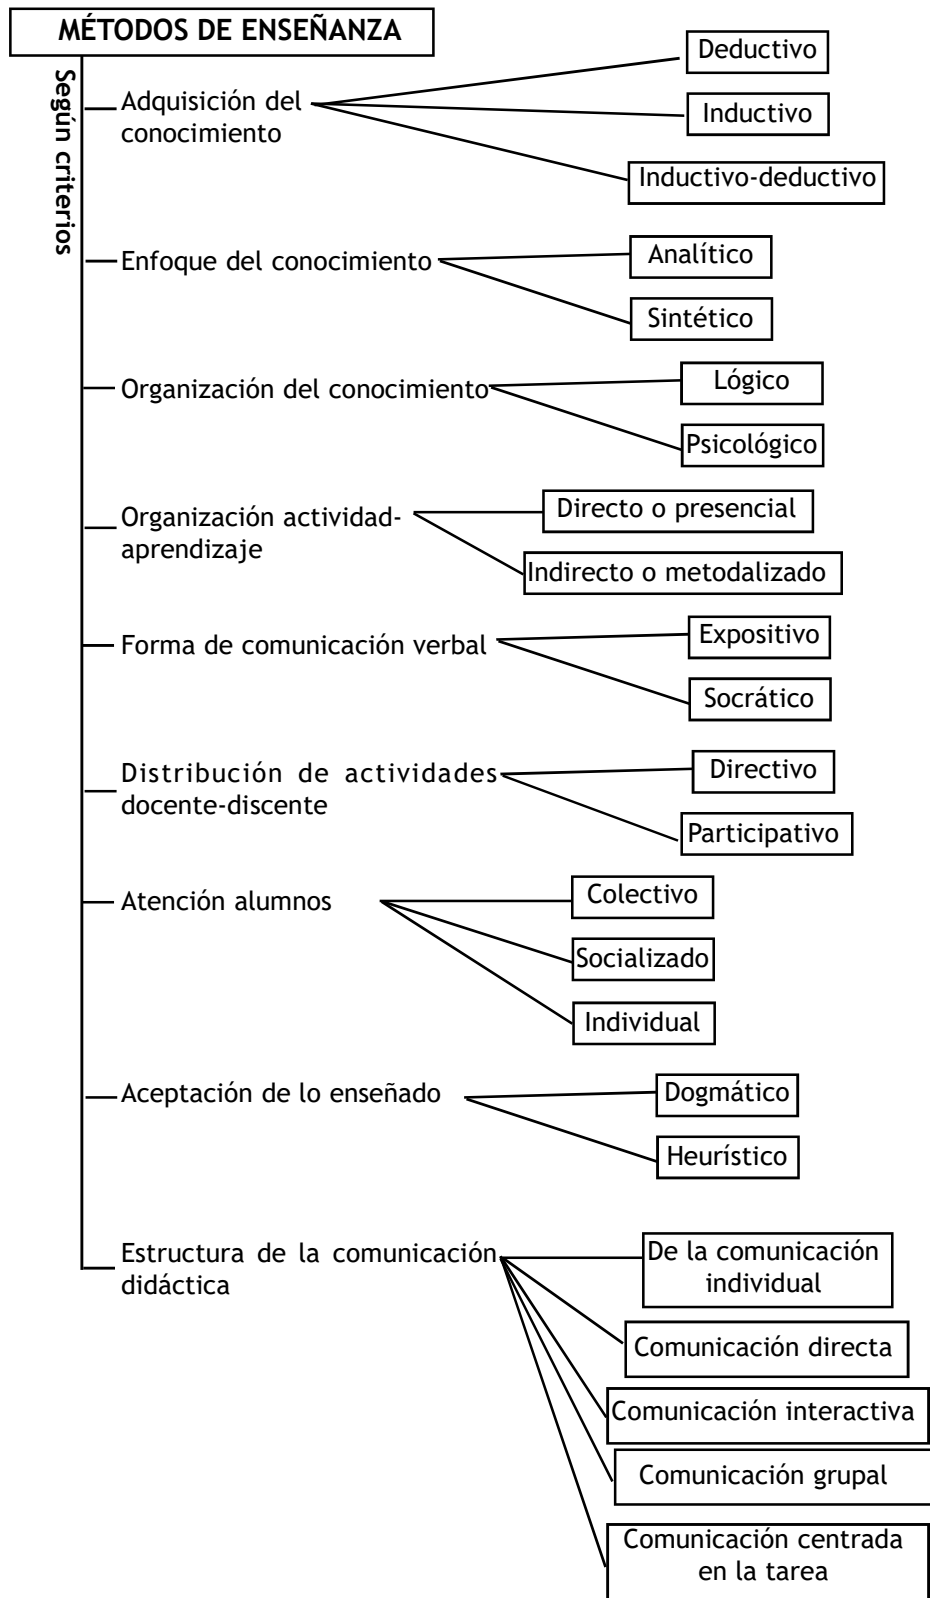 MÉTODOS DE ENSEÑANZA
Según criterios
Adquisición del
conocimiento
Deductivo
Inductivo
Inductivo-deductivo
Enfoque del conocimiento
Analítico
Sintético
Organización del conocimiento
Lógico
Psicológico
Organización actividad-
aprendizaje
Directo o presencial
Indirecto o metodalizado
Forma de comunicación verbal
Expositivo
Socrático
Distribución de actividades
docente-discente
Directivo
Participativo
Atención alumnos
Colectivo
Socializado
Individual
Aceptación de lo enseñado
Dogmático
Heurístico
Estructura de la comunicación
didáctica
De la comunicación
individual
Comunicación directa
Comunicación interactiva
Comunicación grupal
Comunicación centrada
en la tarea